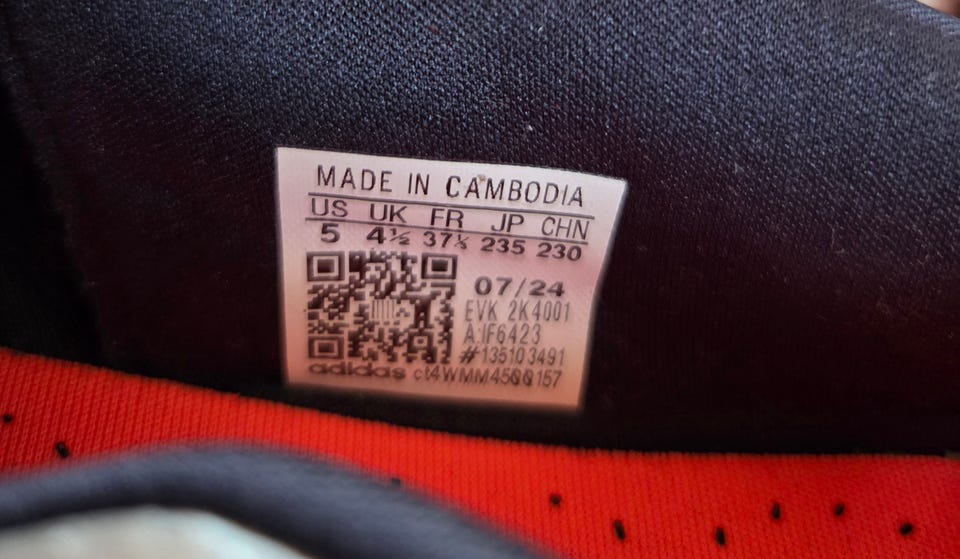 MADE IN CAMBODIA
US UK FR JP CHN
5 4½ 37⅓ 235 230
07/24
EVK 2K4001
A:IF6423
#135103491
adidas ct4WMM4500157